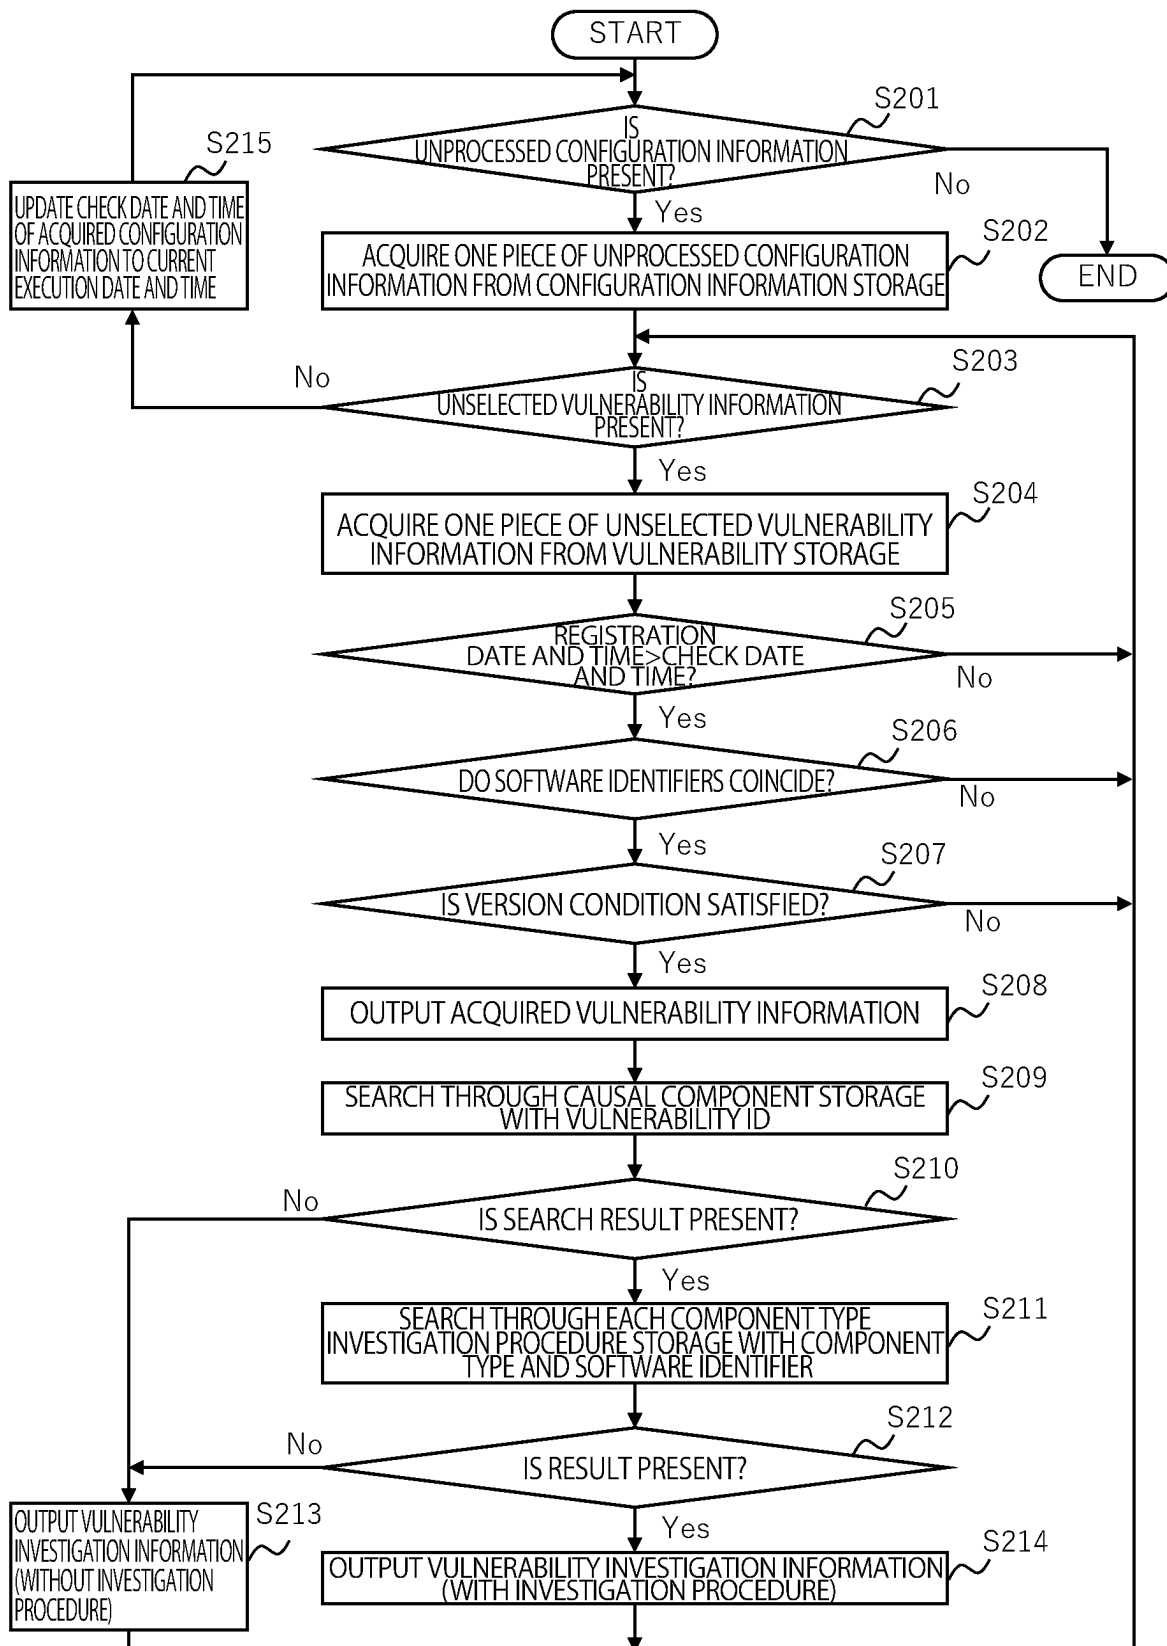 START
S201
IS
UNPROCESSED CONFIGURATION INFORMATION
PRESENT?
No
Yes
END
S215
UPDATE CHECK DATE AND TIME
OF ACQUIRED CONFIGURATION
INFORMATION TO CURRENT
EXECUTION DATE AND TIME
S202
ACQUIRE ONE PIECE OF UNPROCESSED CONFIGURATION
INFORMATION FROM CONFIGURATION INFORMATION STORAGE
S203
No
IS
UNSELECTED VULNERABILITY INFORMATION
PRESENT?
Yes
S204
ACQUIRE ONE PIECE OF UNSELECTED VULNERABILITY
INFORMATION FROM VULNERABILITY STORAGE
S205
REGISTRATION
DATE AND TIME>CHECK DATE
AND TIME?
No
Yes
S206
DO SOFTWARE IDENTIFIERS COINCIDE?
No
Yes
S207
IS VERSION CONDITION SATISFIED?
No
Yes
S208
OUTPUT ACQUIRED VULNERABILITY INFORMATION
S209
SEARCH THROUGH CAUSAL COMPONENT STORAGE
WITH VULNERABILITY ID
S210
No
IS SEARCH RESULT PRESENT?
Yes
S211
SEARCH THROUGH EACH COMPONENT TYPE
INVESTIGATION PROCEDURE STORAGE WITH COMPONENT
TYPE AND SOFTWARE IDENTIFIER
S212
No
IS RESULT PRESENT?
Yes
S213
OUTPUT VULNERABILITY
INVESTIGATION INFORMATION
(WITHOUT INVESTIGATION
PROCEDURE)
S214
OUTPUT VULNERABILITY INVESTIGATION INFORMATION
(WITH INVESTIGATION PROCEDURE)